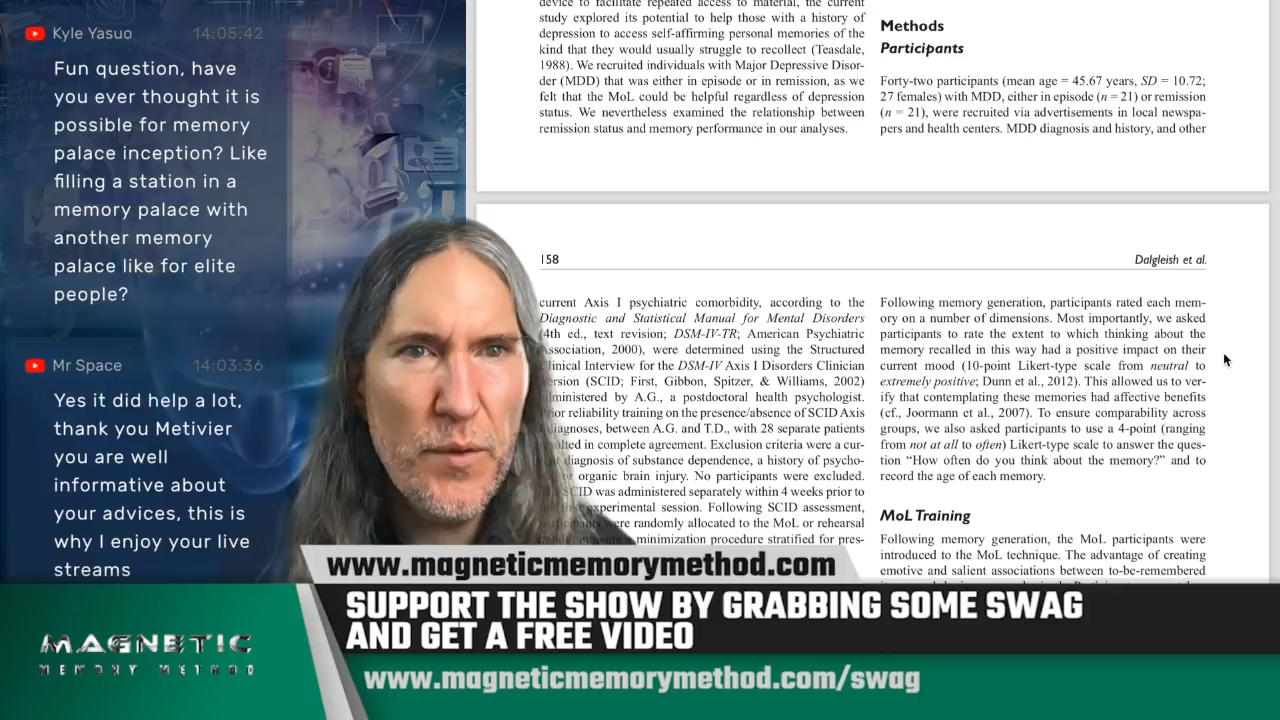 Kyle Yasuo 14:05:42
Fun question, have
you ever thought it is
possible for memory
palace inception? Like
filling a station in a
memory palace with
another memory
palace like for elite
people?
Mr Space 14:03:36
Yes it did help a lot,
thank you Metivier
you are well
informative about
your advices, this is
why I enjoy your live
streams
device to facilitate repeated access to material, the current
study explored its potential to help those with a history of
depression to access self-affirming personal memories of the
kind that they would usually struggle to recollect (Teasdale,
1988). We recruited individuals with Major Depressive Disor-
der (MDD) that was either in episode or in remission, as we
felt that the MoL could be helpful regardless of depression
status. We nevertheless examined the relationship between
remission status and memory performance in our analyses.
Methods
Participants
Forty-two participants (mean age = 45.67 years, SD = 10.72;
27 females) with MDD, either in episode (n = 21) or remission
(n = 21), were recruited via advertisements in local newspa-
pers and health centers. MDD diagnosis and history, and other
158
Dalgleish et al.
current Axis I psychiatric comorbidity, according to the
Diagnostic and Statistical Manual for Mental Disorders
(4th ed., text revision; DSM-IV-TR; American Psychiatric
Association, 2000), were determined using the Structured
Clinical Interview for the DSM-IV Axis I Disorders Clinician
Version (SCID; First, Gibbon, Spitzer, & Williams, 2002)
administered by A.G., a postdoctoral health psychologist.
reliability training on the presence/absence of SCID Axis
diagnoses, between A.G. and T.D., with 28 separate patients
in complete agreement. Exclusion criteria were a cur-
diagnosis of substance dependence, a history of psycho-
organic brain injury. No participants were excluded.
SCID was administered separately within 4 weeks prior to
experimental session. Following SCID assessment,
were randomly allocated to the MoL or rehearsal
minimization procedure stratified for pres-
Following memory generation, participants rated each mem-
ory on a number of dimensions. Most importantly, we asked
participants to rate the extent to which thinking about the
memory recalled in this way had a positive impact on their
current mood (10-point Likert-type scale from neutral to
extremely positive; Dunn et al., 2012). This allowed us to ver-
ify that contemplating these memories had affective benefits
(cf., Joormann et al., 2007). To ensure comparability across
groups, we also asked participants to use a 4-point (ranging
from not at all to often) Likert-type scale to answer the ques-
tion “How often do you think about the memory?” and to
record the age of each memory.
MoL Training
Following memory generation, the MoL participants were
introduced to the MoL technique. The advantage of creating
emotive and salient associations between to-be-remembered
www.magneticmemorymethod.com
SUPPORT THE SHOW BY GRABBING SOME SWAG
AND GET A FREE VIDEO
www.magneticmemorymethod.com/swag
MAGNETIC
MEMORY METHOD